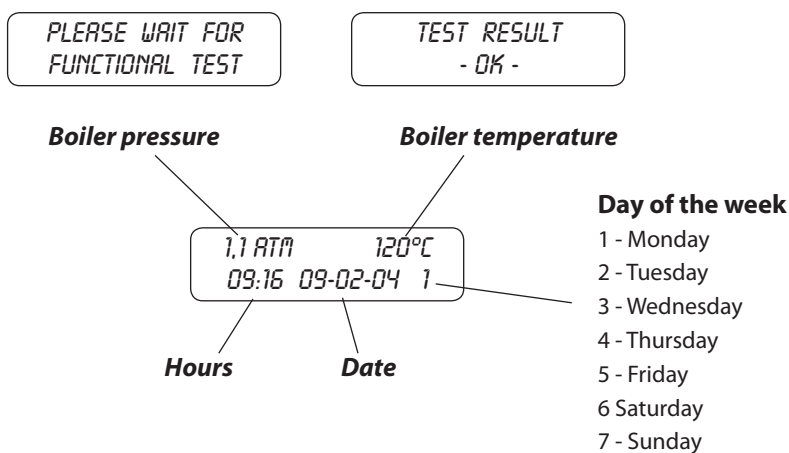 PLEASE WAIT FOR
FUNCTIONAL TEST
TEST RESULT
- OK -
Boiler pressure
Boiler temperature
1,1 ATM 120°C
09:16 09-02-04 1
Hours
Date
Day of the week
1 - Monday
2 - Tuesday
3 - Wednesday
4 - Thursday
5 - Friday
6 Saturday
7 - Sunday